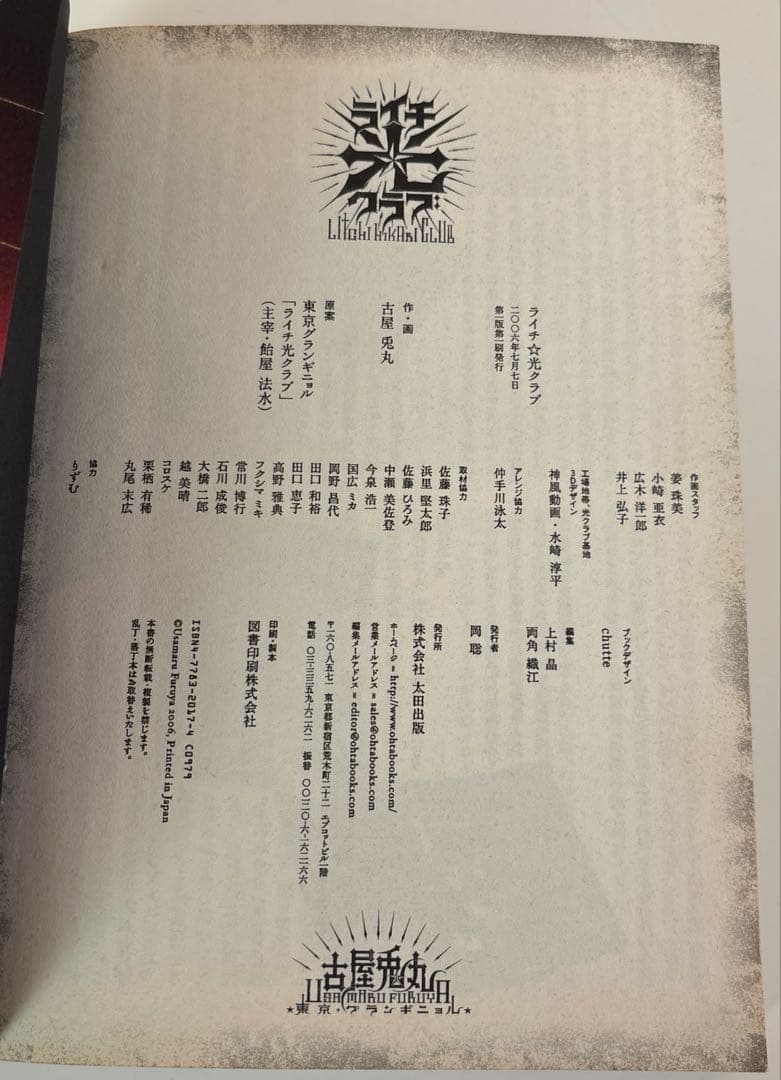 ライチ
光
クラブ
LITCHI HIKARI CLUB
ライチ☆光クラブ
二〇〇六年七月七日
第一版第一刷発行
作・画
古屋 兎丸
原案
東京グランギニョル
「ライチ光クラブ」
（主宰・飴屋 法水）
作画スタッフ
姜 珠美
小崎 亜衣
広木 洋一郎
井上 弘子
工場地帯、光クラブ基地
3Dデザイン
神風動画・水崎 淳平
アレンジ協力
仲手川泳太
取材協力
佐藤 珠子
浜里 堅太郎
佐藤 ひろみ
中瀬 美佐登
今泉 浩一
国広 ミカ
岡野 昌代
田口 和裕
田口 恵子
高野 雅典
フクシマ ミキ
常川 博行
石川 成俊
大橋 二郎
越 美晴
コロスケ
栗栖 有稀
丸尾 末広
協力
りずむ
ブックデザイン
chutte
編集
上村 晶
両角 織江
発行者
岡 聡
発行所
株式会社 太田出版
ホームページ = http://www.ohtabooks.com/
営業メールアドレス = sales@ohtabooks.com
編集メールアドレス = editor@ohtabooks.com
〒一六〇-八五七一 東京都新宿区荒木町二十二 エプコットビル一階
電話 〇三-三三五九-六二六二 振替 〇〇一二〇-六-一六二一六六
印刷・製本
図書印刷株式会社
ISBN4-7783-2017-4 C0979
©Usamaru Furuya 2006, Printed in Japan
本書の無断転載・複製を禁じます。
乱丁・落丁本はお取替えいたします。
古屋兎丸
USAMARU FURUYA
★東京・グランギニョル★